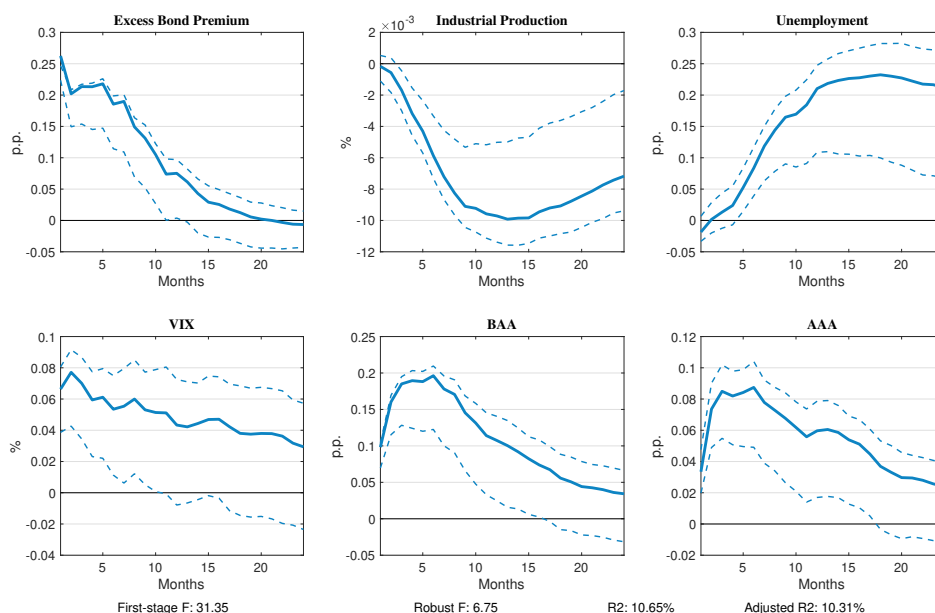 Excess Bond Premium
0.3
0.25
0.2
0.15
0.1
0.05
0
-0.05
p.p.
5 10 15 20
Months
Industrial Production
×10⁻³
2
0
-2
-4
-6
-8
-10
-12
%
5 10 15 20
Months
Unemployment
0.3
0.25
0.2
0.15
0.1
0.05
0
-0.05
p.p.
5 10 15 20
Months
VIX
0.1
0.08
0.06
0.04
0.02
0
-0.02
-0.04
%
5 10 15 20
Months
BAA
0.25
0.2
0.15
0.1
0.05
0
-0.05
p.p.
5 10 15 20
Months
AAA
0.12
0.1
0.08
0.06
0.04
0.02
0
-0.02
p.p.
5 10 15 20
Months
First-stage F: 31.35 Robust F: 6.75 R2: 10.65% Adjusted R2: 10.31%